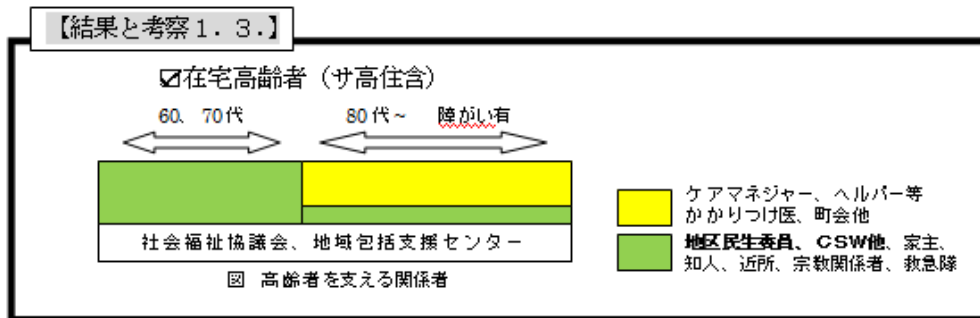 【結果と考察1．3．】
☑在宅高齢者（サ高住含）
60、70代
80代～　障がい有
社会福祉協議会、地域包括支援センター
図　高齢者を支える関係者
ケアマネジャー、ヘルパー等
かかりつけ医、町会他
地区民生委員、CSW他、家主、
知人、近所、宗教関係者、救急隊